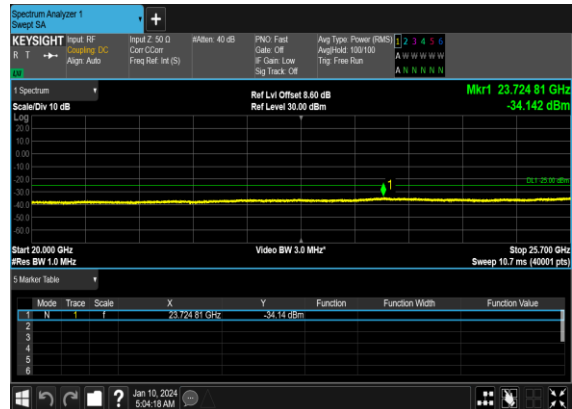 Spectrum Analyzer 1
Swept SA
KEYSIGHT Input: RF Input Z: 50 Ω #Atten: 40 dB PNO: Fast Avg Type: Power (RMS) 1 2 3 4 5 6
R T Coupling: DC Corr CCorr Gate: Off Avg|Hold: 100/100 A W W W W W
Align: Auto Freq Ref: Int (S) IF Gain: Low Trig: Free Run
Sig Track: Off A N N N N N
1 Spectrum Ref Lvl Offset 8.60 dB Mkr1 23.724 81 GHz
Scale/Div 10 dB Ref Level 30.00 dBm -34.142 dBm
Log
20.0
10.0
0.00
-10.0
-20.0
1
DL1 -25.00 dBm
-30.0
-40.0
-50.0
-60.0
Start 20.000 GHz Video BW 3.0 MHz* Stop 25.700 GHz
#Res BW 1.0 MHz Sweep 10.7 ms (40001 pts)
5 Marker Table
Mode Trace Scale X Y Function Function Width Function Value
1 N 1 f 23.724 81 GHz -34.14 dBm
2
3
4
5
6
? Jan 10, 2024
5:04:18 AM